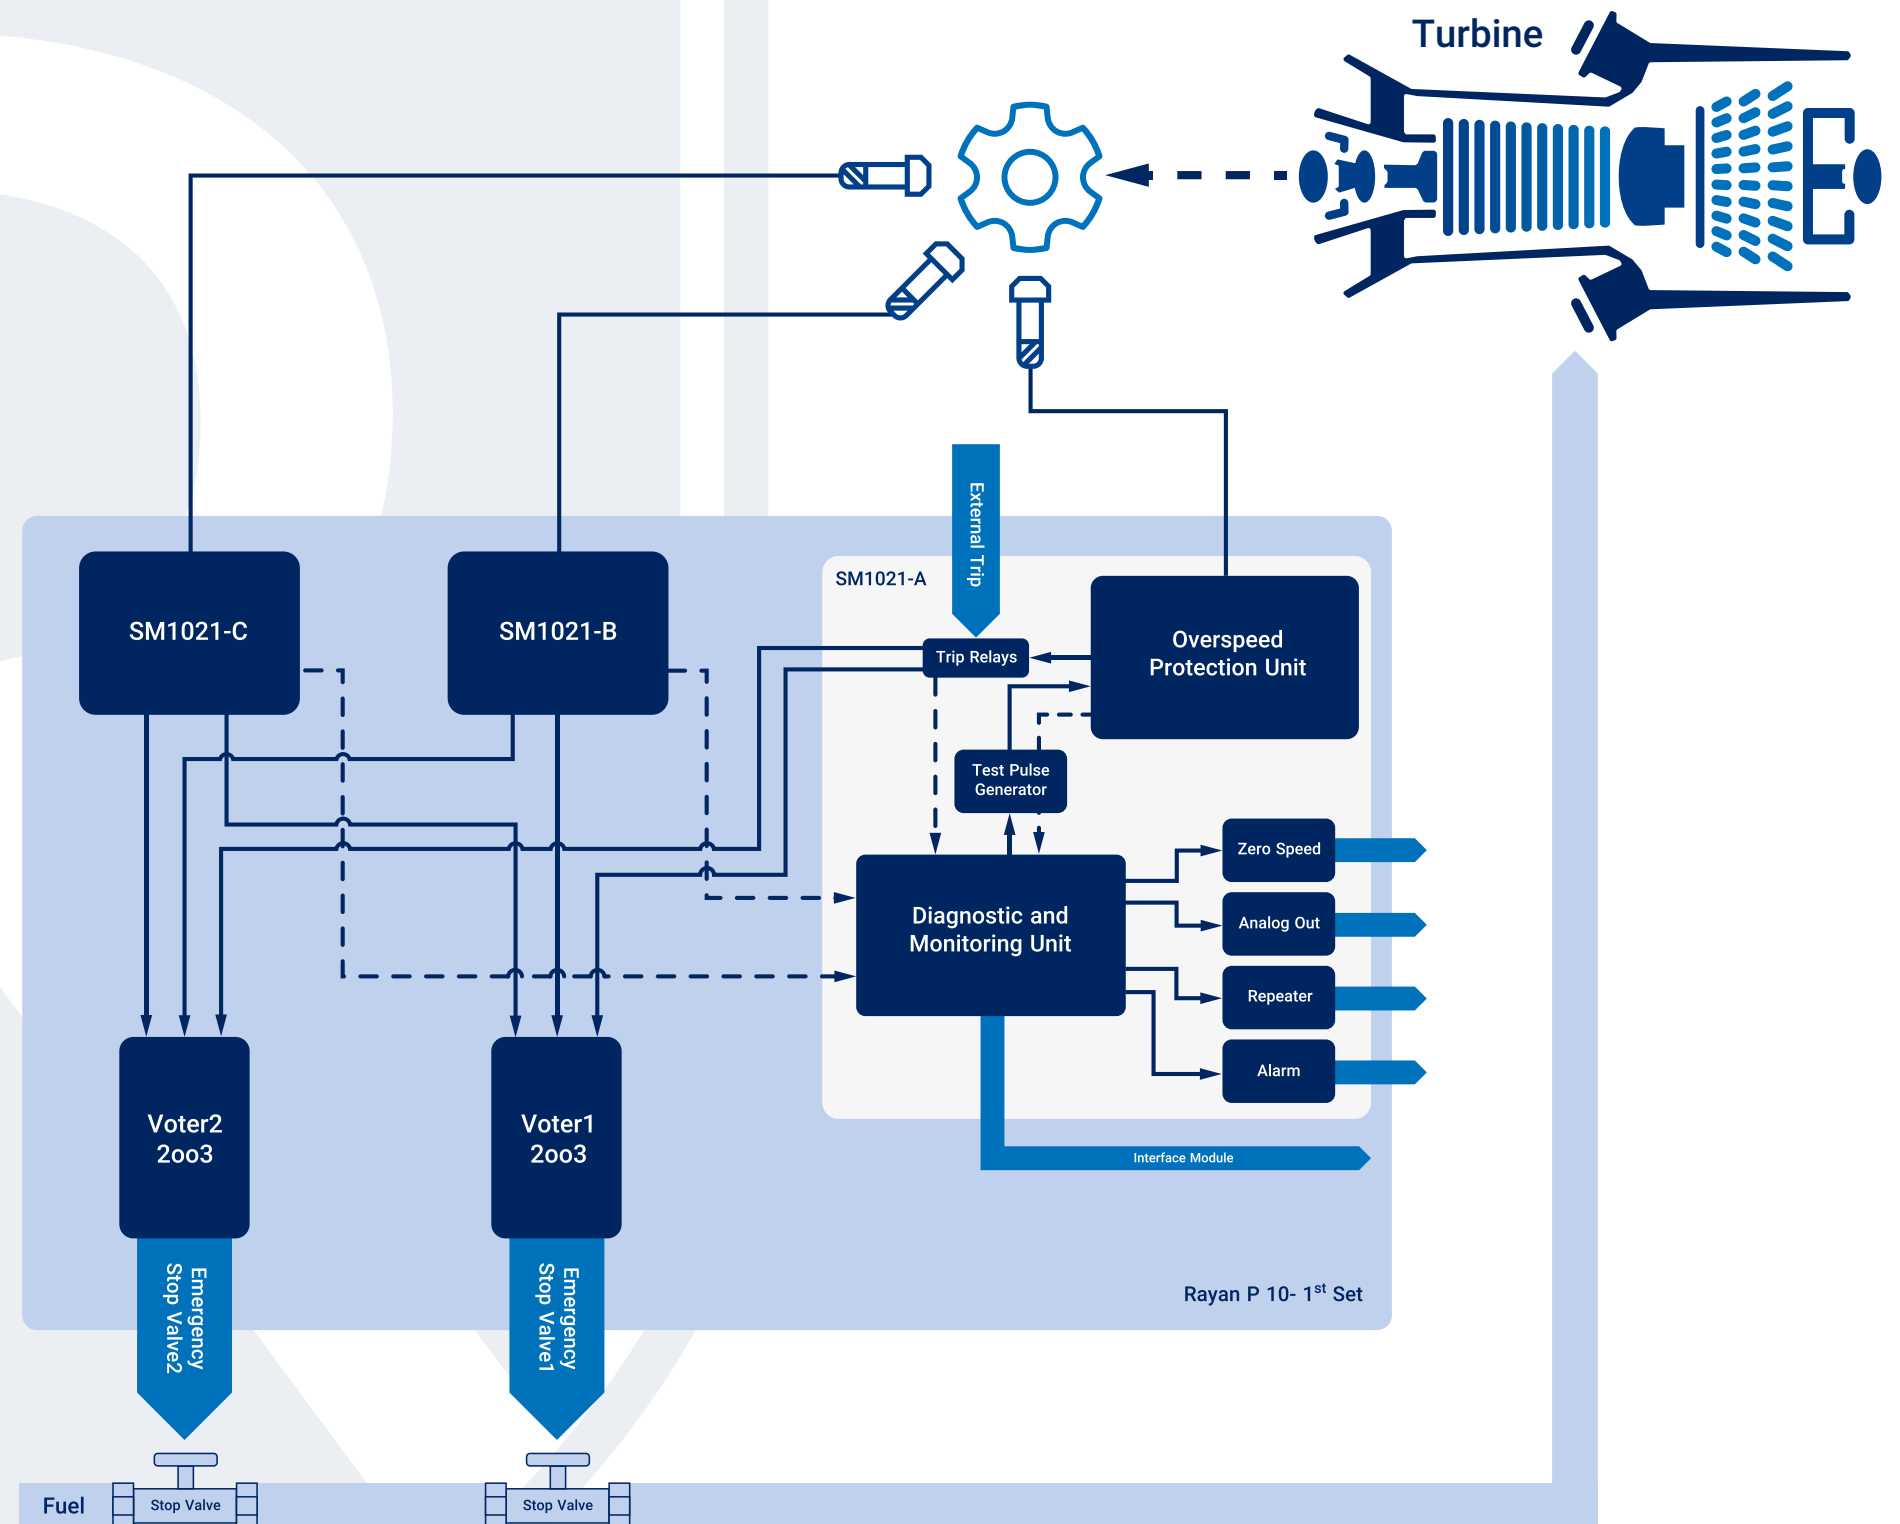 Turbine
External Trip
SM1021-A
SM1021-C
SM1021-B
Overspeed
Protection Unit
Trip Relays
Test Pulse
Generator
Zero Speed
Diagnostic and
Monitoring Unit
Analog Out
Repeater
Alarm
Voter2
2oo3
Voter1
2oo3
Interface Module
Emergency
Stop Valve2
Emergency
Stop Valve1
Rayan P 10- 1st Set
Fuel
Stop Valve
Stop Valve